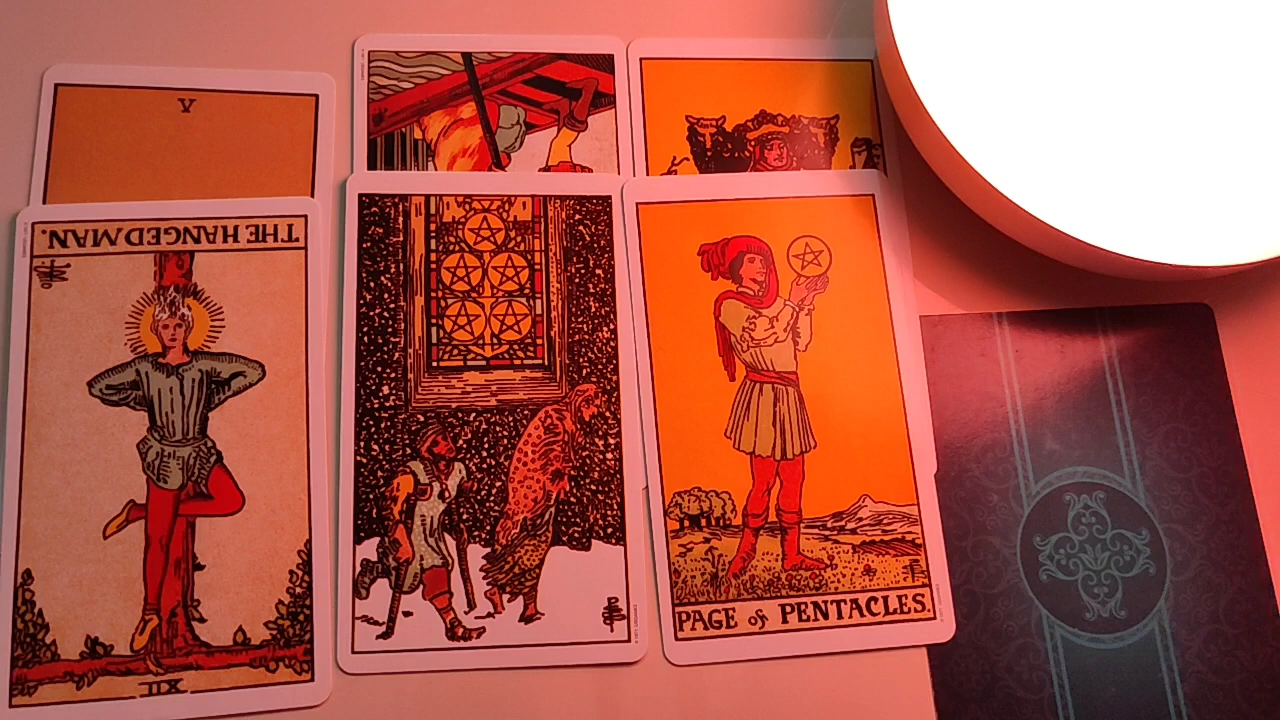 V
THE HANGED MAN.
XII
PAGE of PENTACLES.